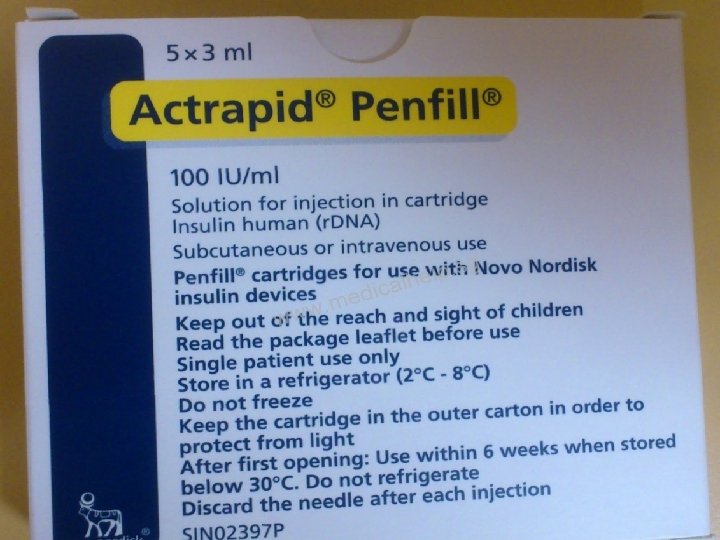 5 x 3 ml
Actrapid® Penfill®
100 IU/ml
Solution for injection in cartridge
Insulin human (rDNA)
Subcutaneous or intravenous use
Penfill® cartridges for use with Novo Nordisk
insulin devices
Keep out of the reach and sight of children
Read the package leaflet before use
Single patient use only
Store in a refrigerator (2°C - 8°C)
Do not freeze
Keep the cartridge in the outer carton in order to
protect from light
After first opening: Use within 6 weeks when stored
below 30°C. Do not refrigerate
Discard the needle after each injection
SIN02397P